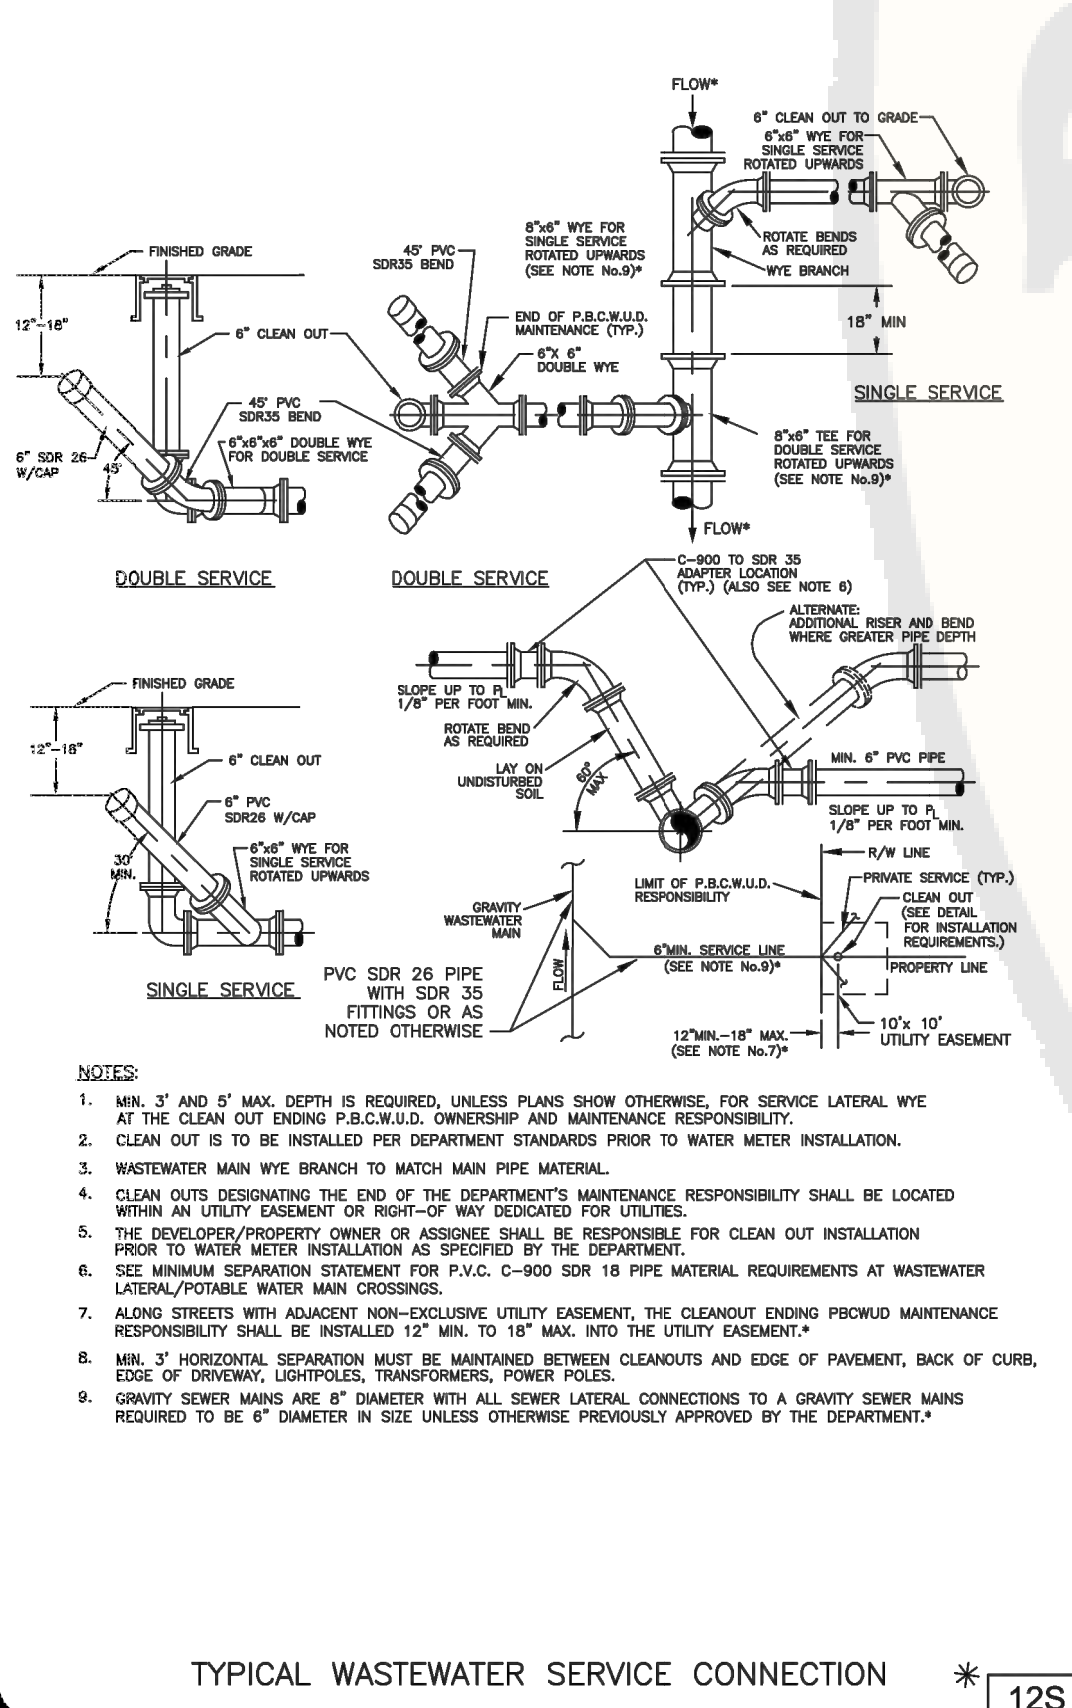 FLOW*
6" CLEAN OUT TO GRADE
6"x6" WYE FOR
SINGLE SERVICE
ROTATED UPWARDS
8"x6" WYE FOR
SINGLE SERVICE
ROTATED UPWARDS
(SEE NOTE No.9)*
45° PVC
SDR35 BEND
ROTATE BENDS
AS REQUIRED
WYE BRANCH
FINISHED GRADE
12"-18"
6" CLEAN OUT
END OF P.B.C.W.U.D.
MAINTENANCE (TYP.)
6"X 6"
DOUBLE WYE
18" MIN
SINGLE SERVICE
45° PVC
SDR35 BEND
6"x6"x6" DOUBLE WYE
FOR DOUBLE SERVICE
6" SDR 26
W/CAP
45°
8"x6" TEE FOR
DOUBLE SERVICE
ROTATED UPWARDS
(SEE NOTE No.9)*
FLOW*
DOUBLE SERVICE
DOUBLE SERVICE
C-900 TO SDR 35
ADAPTER LOCATION
(TYP.) (ALSO SEE NOTE 6)
ALTERNATE:
ADDITIONAL RISER AND BEND
WHERE GREATER PIPE DEPTH
SLOPE UP TO PL
1/8" PER FOOT MIN.
ROTATE BEND
AS REQUIRED
LAY ON
UNDISTURBED
SOIL
60°
MAX
MIN. 6" PVC PIPE
SLOPE UP TO PL
1/8" PER FOOT MIN.
FINISHED GRADE
12"-18"
6" CLEAN OUT
6" PVC
SDR26 W/CAP
6"x6" WYE FOR
SINGLE SERVICE
ROTATED UPWARDS
30°
MIN.
SINGLE SERVICE
R/W LINE
LIMIT OF P.B.C.W.U.D.
RESPONSIBILITY
PRIVATE SERVICE (TYP.)
CLEAN OUT
(SEE DETAIL
FOR INSTALLATION
REQUIREMENTS.)
GRAVITY
WASTEWATER
MAIN
6"MIN. SERVICE LINE
(SEE NOTE No.9)*
PROPERTY LINE
FLOW
PVC SDR 26 PIPE
WITH SDR 35
FITTINGS OR AS
NOTED OTHERWISE
12"MIN.-18" MAX.
(SEE NOTE No.7)*
10'x 10'
UTILITY EASEMENT
NOTES:
1. MIN. 3' AND 5' MAX. DEPTH IS REQUIRED, UNLESS PLANS SHOW OTHERWISE, FOR SERVICE LATERAL WYE
AT THE CLEAN OUT ENDING P.B.C.W.U.D. OWNERSHIP AND MAINTENANCE RESPONSIBILITY.
2. CLEAN OUT IS TO BE INSTALLED PER DEPARTMENT STANDARDS PRIOR TO WATER METER INSTALLATION.
3. WASTEWATER MAIN WYE BRANCH TO MATCH MAIN PIPE MATERIAL.
4. CLEAN OUTS DESIGNATING THE END OF THE DEPARTMENT'S MAINTENANCE RESPONSIBILITY SHALL BE LOCATED
WITHIN AN UTILITY EASEMENT OR RIGHT-OF WAY DEDICATED FOR UTILITIES.
5. THE DEVELOPER/PROPERTY OWNER OR ASSIGNEE SHALL BE RESPONSIBLE FOR CLEAN OUT INSTALLATION
PRIOR TO WATER METER INSTALLATION AS SPECIFIED BY THE DEPARTMENT.
6. SEE MINIMUM SEPARATION STATEMENT FOR P.V.C. C-900 SDR 18 PIPE MATERIAL REQUIREMENTS AT WASTEWATER
LATERAL/POTABLE WATER MAIN CROSSINGS.
7. ALONG STREETS WITH ADJACENT NON-EXCLUSIVE UTILITY EASEMENT, THE CLEANOUT ENDING PBCWUD MAINTENANCE
RESPONSIBILITY SHALL BE INSTALLED 12" MIN. TO 18" MAX. INTO THE UTILITY EASEMENT.*
8. MIN. 3' HORIZONTAL SEPARATION MUST BE MAINTAINED BETWEEN CLEANOUTS AND EDGE OF PAVEMENT, BACK OF CURB,
EDGE OF DRIVEWAY, LIGHTPOLES, TRANSFORMERS, POWER POLES.
9. GRAVITY SEWER MAINS ARE 8" DIAMETER WITH ALL SEWER LATERAL CONNECTIONS TO A GRAVITY SEWER MAINS
REQUIRED TO BE 6" DIAMETER IN SIZE UNLESS OTHERWISE PREVIOUSLY APPROVED BY THE DEPARTMENT.*
TYPICAL WASTEWATER SERVICE CONNECTION *
12S